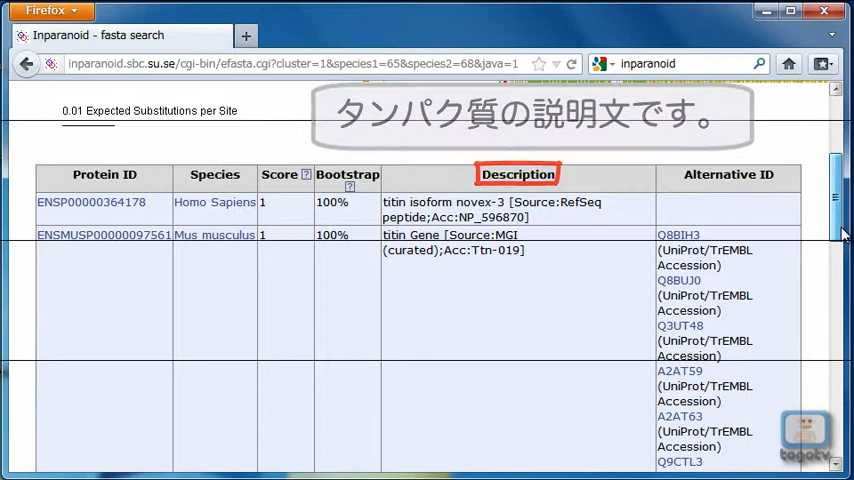 Firefox
Inparanoid - fasta search
inparanoid.sbc.su.se/cgi-bin/efasta.cgi?cluster=1&species1=65&species2=68&java=1
inparanoid
0.01 Expected Substitutions per Site
タンパク質の説明文です。
Protein ID Species Score ? Bootstrap ? Description Alternative ID
ENSP00000364178 Homo Sapiens 1 100% titin isoform novex-3 [Source:RefSeq
peptide;Acc:NP_596870]
ENSMUSP00000097561 Mus musculus 1 100% titin Gene [Source:MGI
(curated);Acc:Ttn-019]
Q8BIH3
(UniProt/TrEMBL
Accession)
Q8BUJ0
(UniProt/TrEMBL
Accession)
Q3UT48
(UniProt/TrEMBL
Accession)
A2AT59
(UniProt/TrEMBL
Accession)
A2AT63
(UniProt/TrEMBL
Accession)
Q9CTL3
togotv